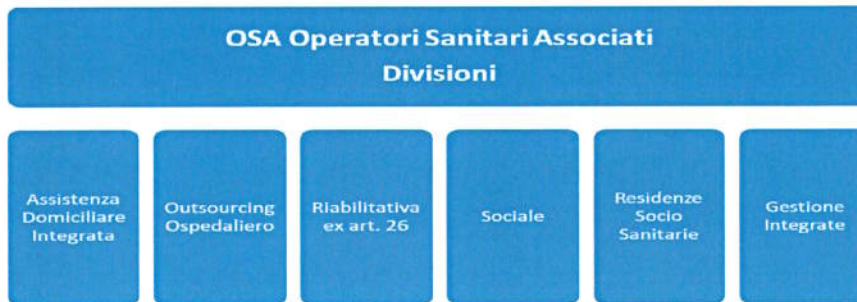 OSA Operatori Sanitari Associati
Divisioni
Assistenza
Domiciliare
Integrata
Outsourcing
Ospedaliero
Riabilitativa
ex art. 26
Sociale
Residenze
Socio
Sanitarie
Gestione
Integrate